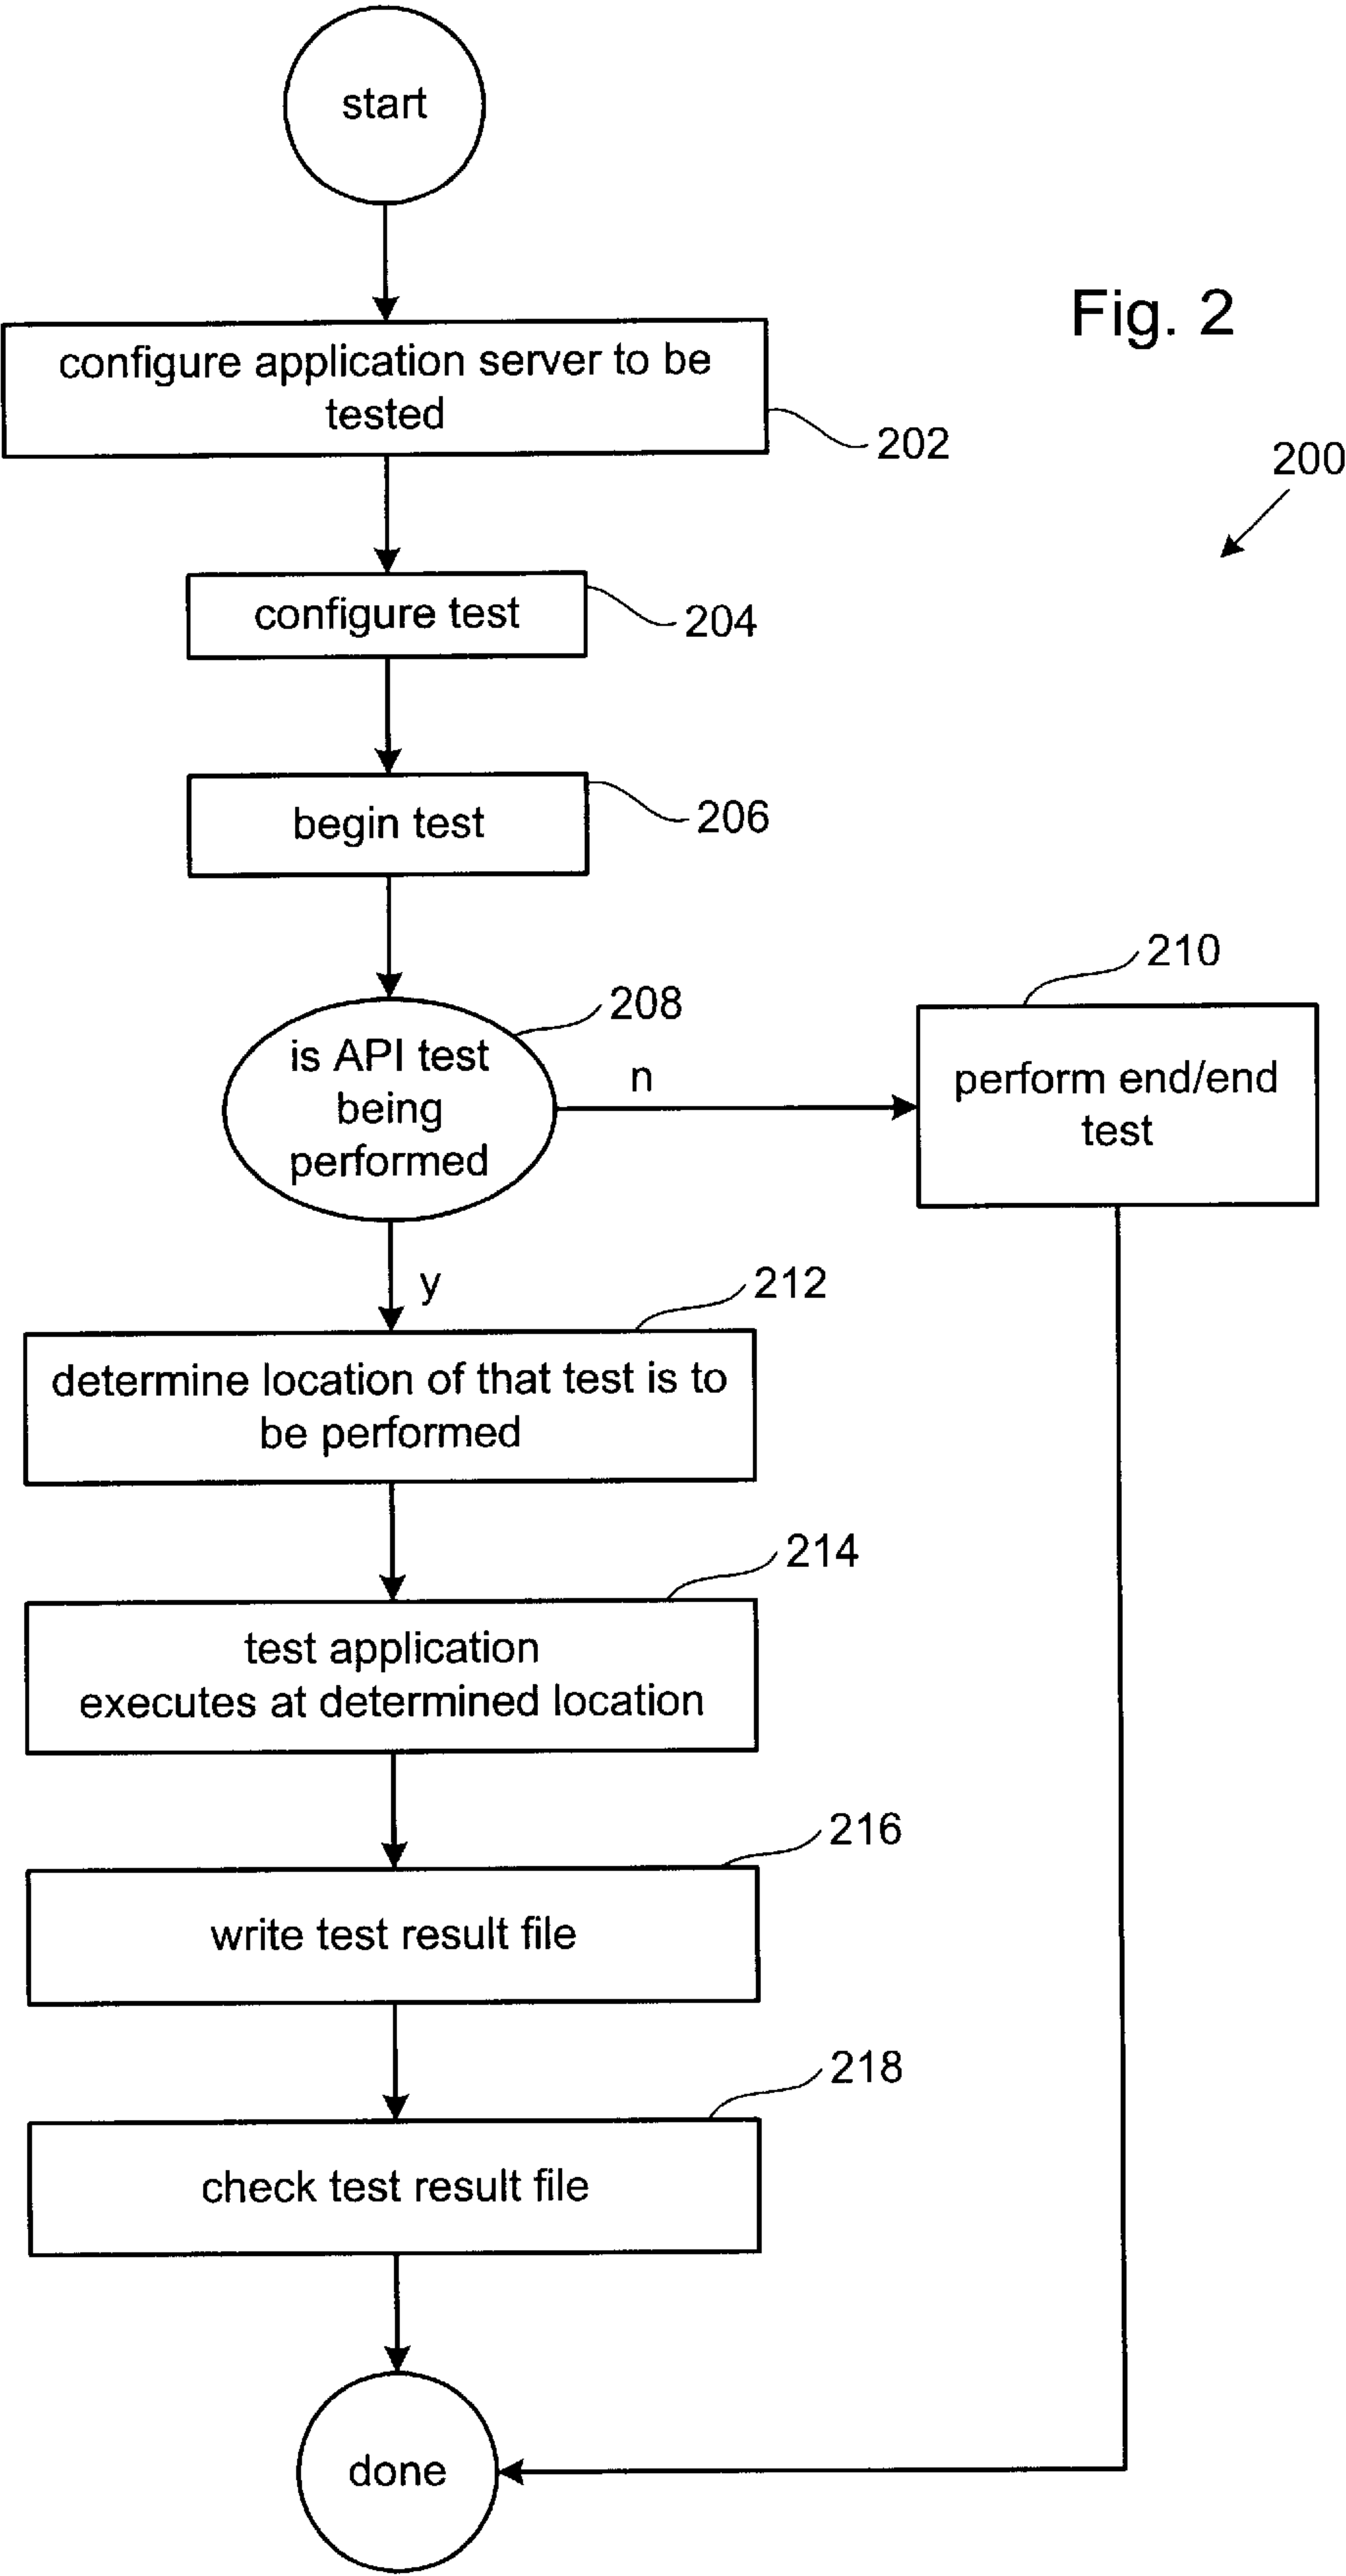 start
Fig. 2
configure application server to be
tested
202
200
configure test
204
begin test
206
210
208
is API test
being
performed
n
perform end/end
test
y
212
determine location of that test is to
be performed
214
test application
executes at determined location
216
write test result file
218
check test result file
done